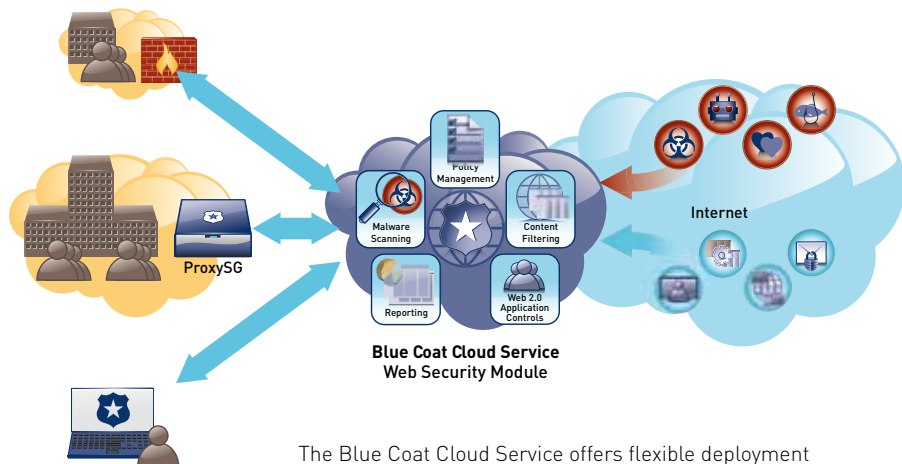 Policy
Management
Malware
Scanning
Content
Filtering
Internet
ProxySG
Reporting
Web 2.0
Application
Controls
Blue Coat Cloud Service
Web Security Module
The Blue Coat Cloud Service offers flexible deployment